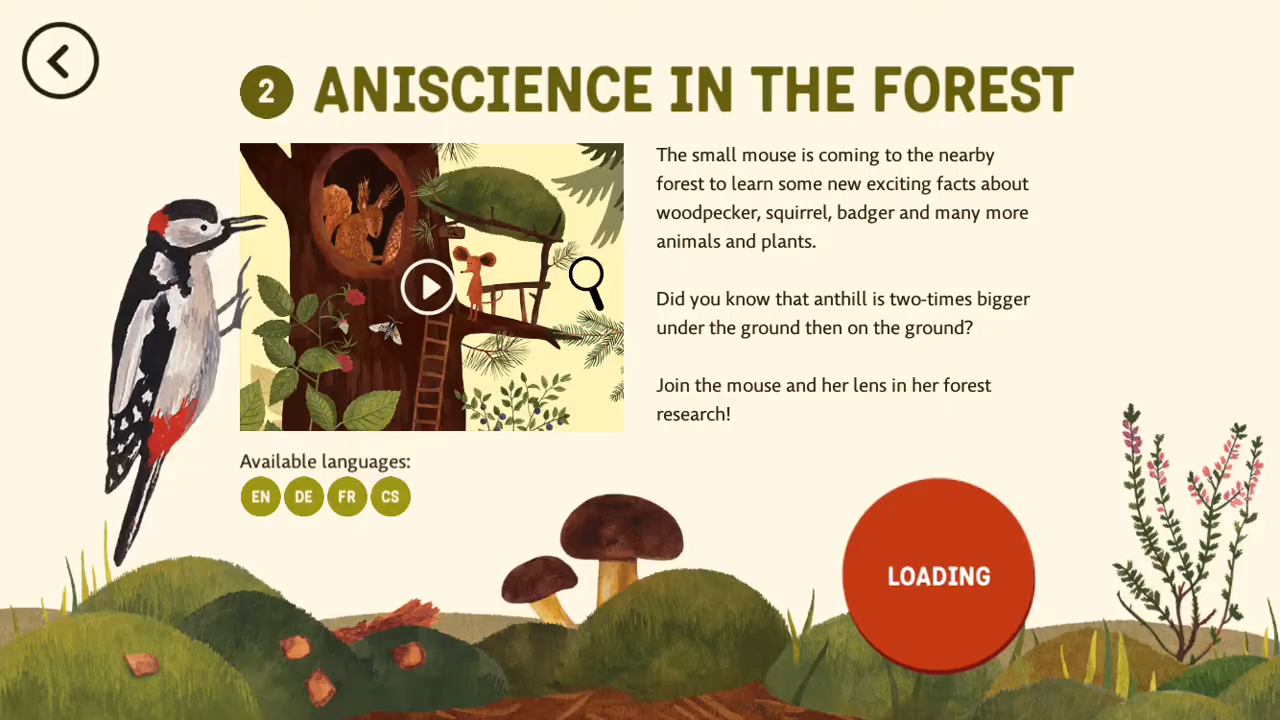 2 ANISCIENCE IN THE FOREST
The small mouse is coming to the nearby
forest to learn some new exciting facts about
woodpecker, squirrel, badger and many more
animals and plants.
Did you know that anthill is two-times bigger
under the ground then on the ground?
Join the mouse and her lens in her forest
research!
Available languages:
EN DE FR CS
LOADING